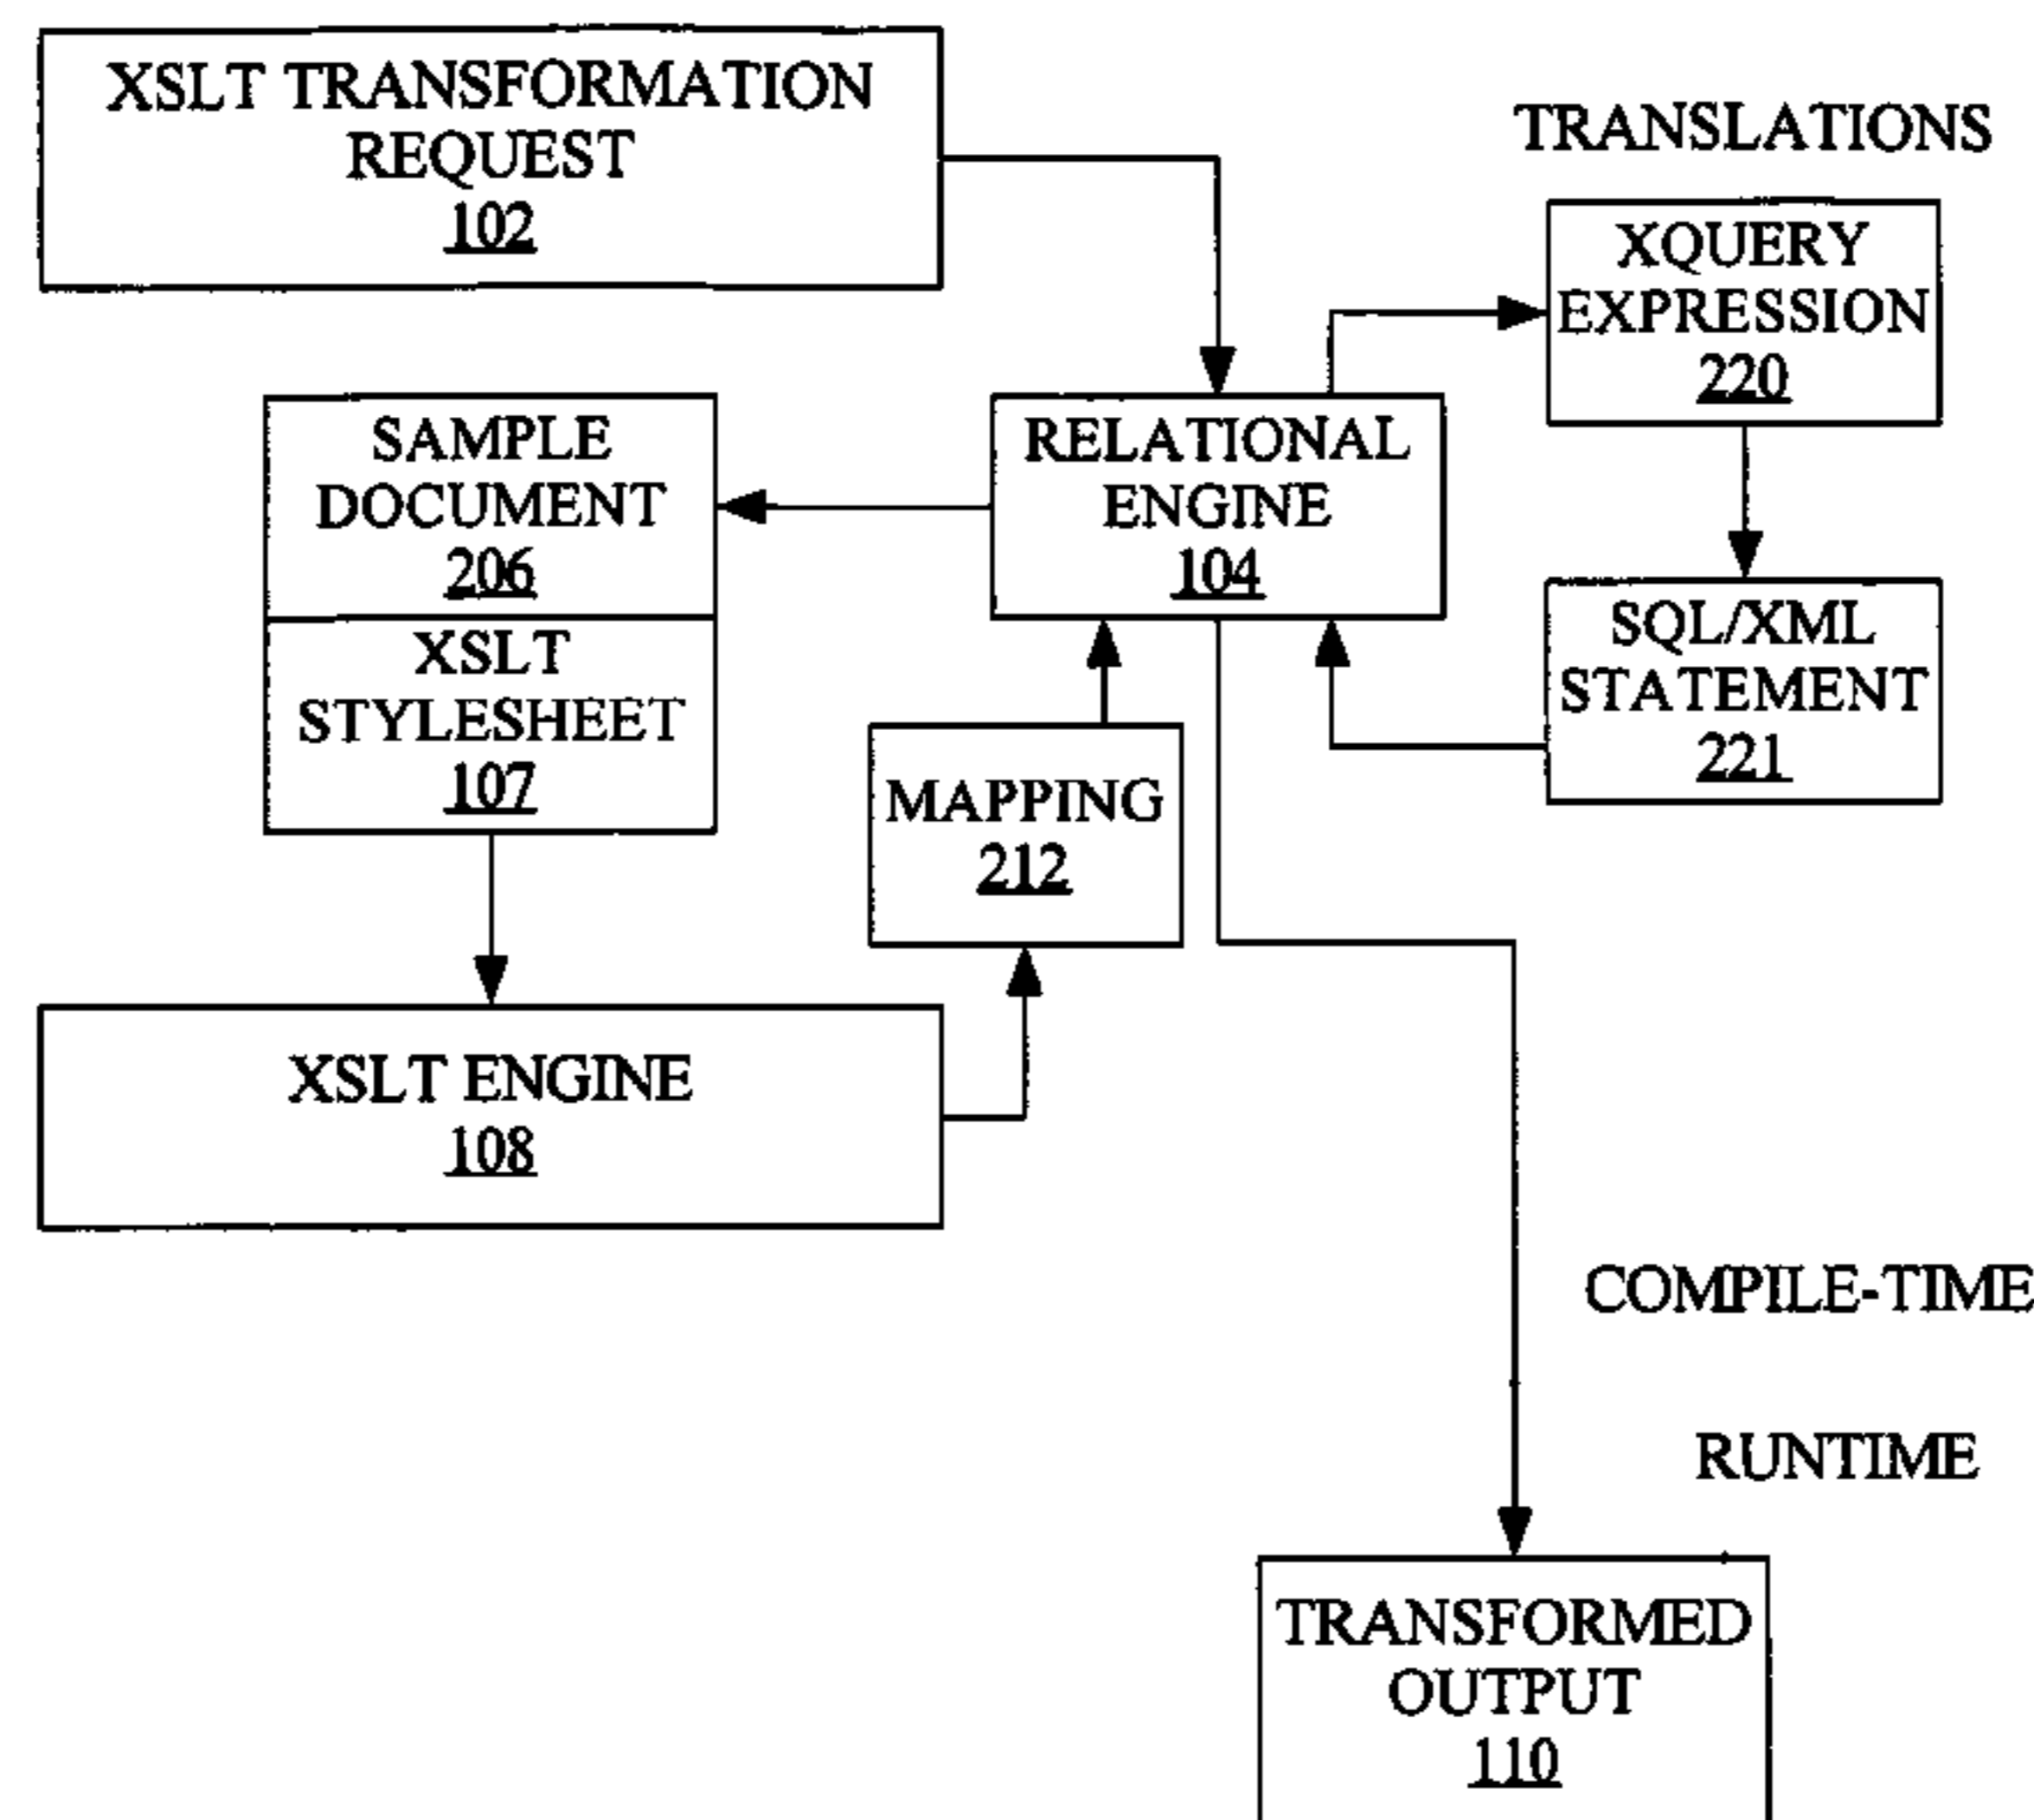 XSLT TRANSFORMATION
REQUEST
102
TRANSLATIONS
XQUERY
EXPRESSION
220
SAMPLE
DOCUMENT
206
RELATIONAL
ENGINE
104
SQL/XML
STATEMENT
221
XSLT
STYLESHEET
107
MAPPING
212
XSLT ENGINE
108
COMPILE-TIME
RUNTIME
TRANSFORMED
OUTPUT
110